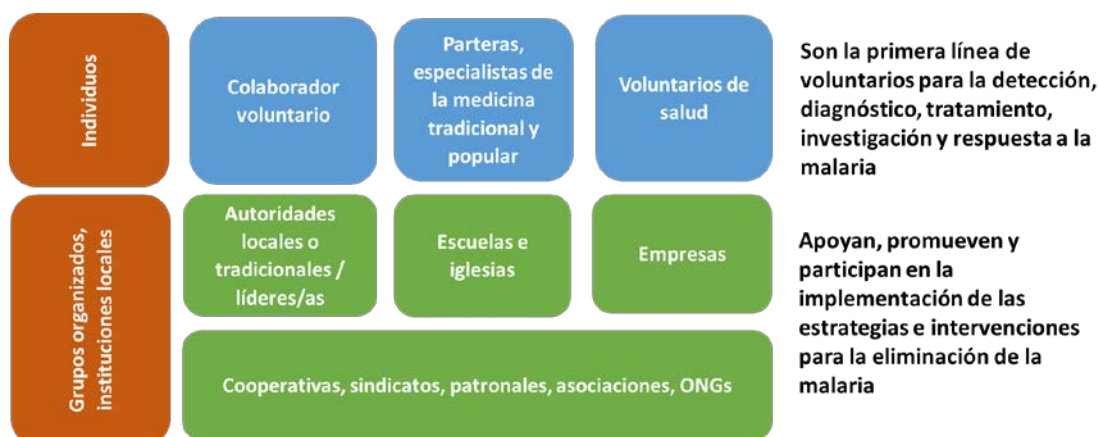 Individuos
Colaborador
voluntario
Parteras,
especialistas de
la medicina
tradicional y
popular
Voluntarios de
salud
Son la primera línea de
voluntarios para la detección,
diagnóstico, tratamiento,
investigación y respuesta a la
malaria
Grupos organizados,
instituciones locales
Autoridades
locales o
tradicionales /
líderes/as
Escuelas e
iglesias
Empresas
Cooperativas, sindicatos, patronales, asociaciones, ONGs
Apoyan, promueven y
participan en la
implementación de las
estrategias e intervenciones
para la eliminación de la
malaria